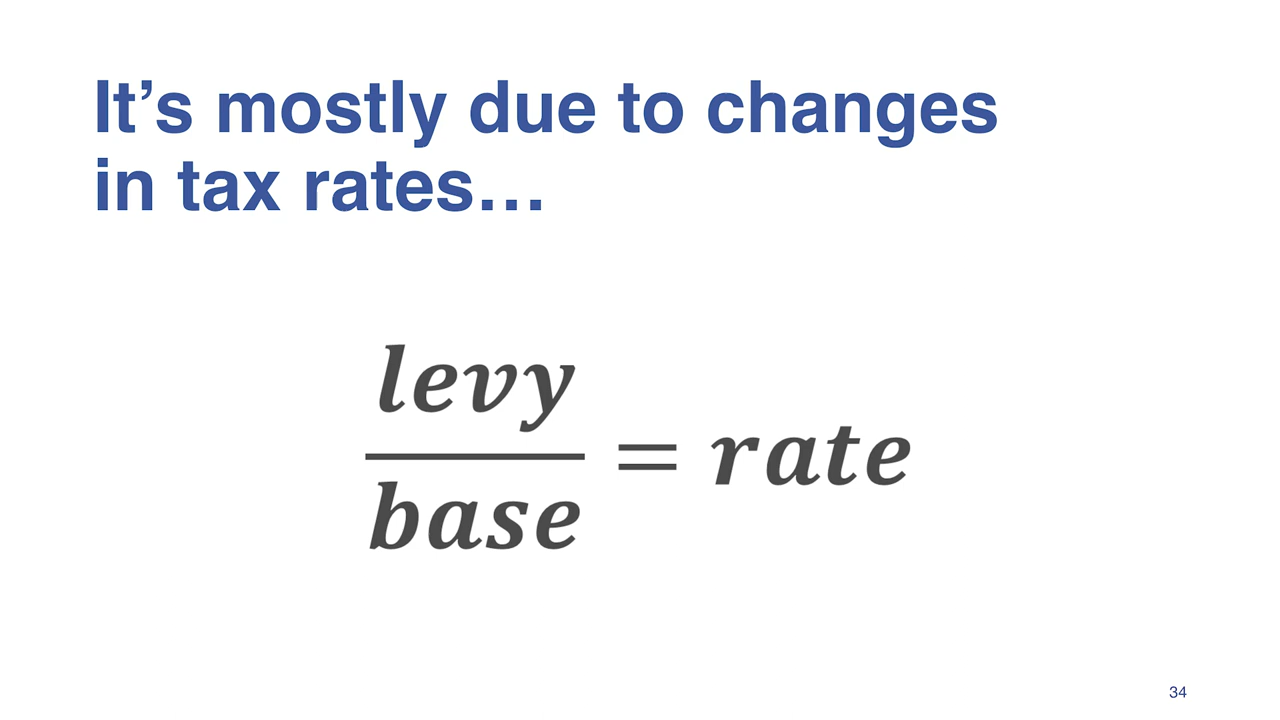 It’s mostly due to changes
in tax rates…
levy
base
= rate
34